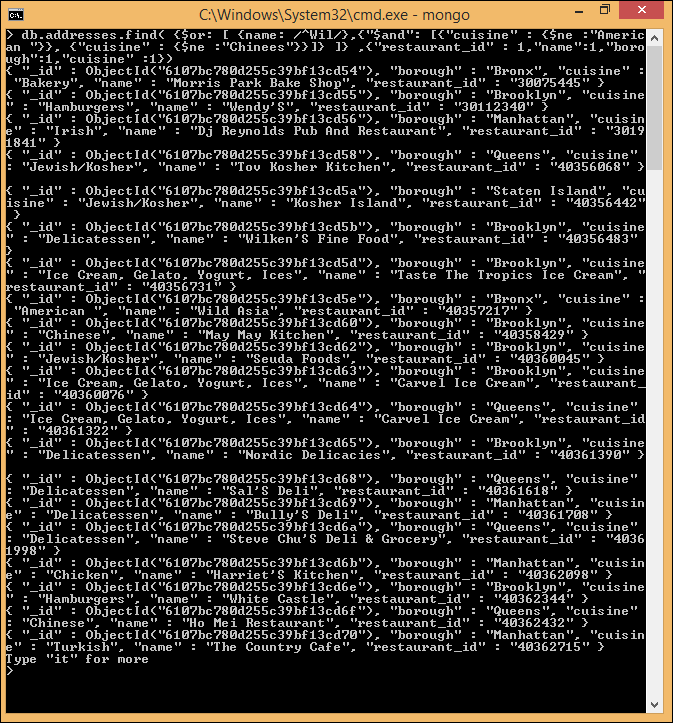 C:\Windows\System32\cmd.exe - mongo
> db.addresses.find( {$or: [ {name: /^Wil/},{"$and": [{"cuisine" : {$ne :"Americ
an "}}, {"cuisine" : {$ne :"Chinees"}}]} ]} ,{"restaurant_id" : 1,"name":1,"boro
ugh":1,"cuisine" :1})
{ "_id" : ObjectId("6107bc780d255c39bf13cd54"), "borough" : "Bronx", "cuisine" :
 "Bakery", "name" : "Morris Park Bake Shop", "restaurant_id" : "30075445" }
{ "_id" : ObjectId("6107bc780d255c39bf13cd55"), "borough" : "Brooklyn", "cuisine
" : "Hamburgers", "name" : "Wendy'S", "restaurant_id" : "30112340" }
{ "_id" : ObjectId("6107bc780d255c39bf13cd56"), "borough" : "Manhattan", "cuisin
e" : "Irish", "name" : "Dj Reynolds Pub And Restaurant", "restaurant_id" : "3019
1841" }
{ "_id" : ObjectId("6107bc780d255c39bf13cd58"), "borough" : "Queens", "cuisine"
: "Jewish/Kosher", "name" : "Tov Kosher Kitchen", "restaurant_id" : "40356068" }
{ "_id" : ObjectId("6107bc780d255c39bf13cd5a"), "borough" : "Staten Island", "cu
isine" : "Jewish/Kosher", "name" : "Kosher Island", "restaurant_id" : "40356442"
 }
{ "_id" : ObjectId("6107bc780d255c39bf13cd5b"), "borough" : "Brooklyn", "cuisine
" : "Delicatessen", "name" : "Wilken'S Fine Food", "restaurant_id" : "40356483"
}
{ "_id" : ObjectId("6107bc780d255c39bf13cd5d"), "borough" : "Brooklyn", "cuisine
" : "Ice Cream, Gelato, Yogurt, Ices", "name" : "Taste The Tropics Ice Cream", "
restaurant_id" : "40356731" }
{ "_id" : ObjectId("6107bc780d255c39bf13cd5e"), "borough" : "Bronx", "cuisine" :
 "American ", "name" : "Wild Asia", "restaurant_id" : "40357217" }
{ "_id" : ObjectId("6107bc780d255c39bf13cd60"), "borough" : "Brooklyn", "cuisine
" : "Chinese", "name" : "May May Kitchen", "restaurant_id" : "40358429" }
{ "_id" : ObjectId("6107bc780d255c39bf13cd62"), "borough" : "Brooklyn", "cuisine
" : "Jewish/Kosher", "name" : "Seuda Foods", "restaurant_id" : "40360045" }
{ "_id" : ObjectId("6107bc780d255c39bf13cd63"), "borough" : "Brooklyn", "cuisine
" : "Ice Cream, Gelato, Yogurt, Ices", "name" : "Carvel Ice Cream", "restaurant_
id" : "40360076" }
{ "_id" : ObjectId("6107bc780d255c39bf13cd64"), "borough" : "Queens", "cuisine"
: "Ice Cream, Gelato, Yogurt, Ices", "name" : "Carvel Ice Cream", "restaurant_id
" : "40361322" }
{ "_id" : ObjectId("6107bc780d255c39bf13cd65"), "borough" : "Brooklyn", "cuisine
" : "Delicatessen", "name" : "Nordic Delicacies", "restaurant_id" : "40361390" }
{ "_id" : ObjectId("6107bc780d255c39bf13cd68"), "borough" : "Queens", "cuisine"
: "Delicatessen", "name" : "Sal'S Deli", "restaurant_id" : "40361618" }
{ "_id" : ObjectId("6107bc780d255c39bf13cd69"), "borough" : "Manhattan", "cuisin
e" : "Delicatessen", "name" : "Bully'S Deli", "restaurant_id" : "40361708" }
{ "_id" : ObjectId("6107bc780d255c39bf13cd6a"), "borough" : "Queens", "cuisine"
: "Delicatessen", "name" : "Steve Chu'S Deli & Grocery", "restaurant_id" : "4036
1998" }
{ "_id" : ObjectId("6107bc780d255c39bf13cd6b"), "borough" : "Manhattan", "cuisin
e" : "Chicken", "name" : "Harriet'S Kitchen", "restaurant_id" : "40362098" }
{ "_id" : ObjectId("6107bc780d255c39bf13cd6e"), "borough" : "Brooklyn", "cuisine
" : "Hamburgers", "name" : "White Castle", "restaurant_id" : "40362344" }
{ "_id" : ObjectId("6107bc780d255c39bf13cd6f"), "borough" : "Queens", "cuisine"
: "Chinese", "name" : "Ho Mei Restaurant", "restaurant_id" : "40362432" }
{ "_id" : ObjectId("6107bc780d255c39bf13cd70"), "borough" : "Manhattan", "cuisin
e" : "Turkish", "name" : "The Country Cafe", "restaurant_id" : "40362715" }
Type "it" for more
>